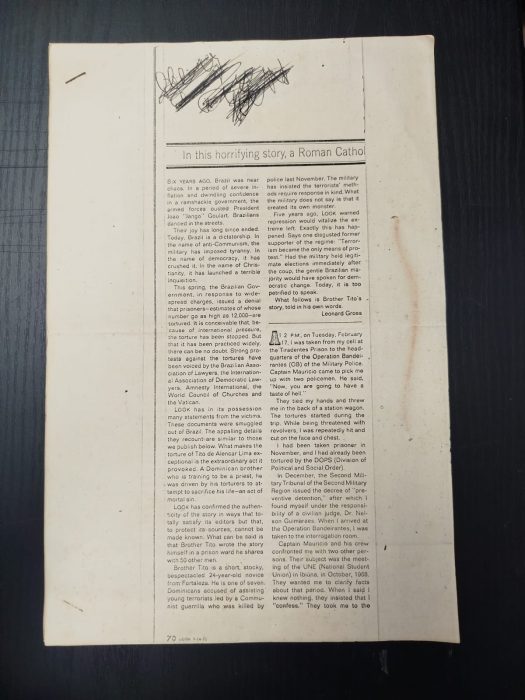 In this horrifying story, a Roman Cathol
SIX YEARS AGO, Brazil was near
chaos. In a period of severe in-
flation and dwindling confidence
in a ramshackle government, the
armed forces ousted President
João "Jango" Goulart. Brazilians
danced in the streets.
Their joy has long since ended.
Today, Brazil is a dictatorship. In
the name of anti-Communism, the
military has imposed tyranny. In
the name of democracy, it has
crushed it. In the name of Chris-
tianity, it has launched a terrible
inquisition.
This spring, the Brazilian Gov-
ernment, in response to wide-
spread charges, issued a denial
that prisoners—estimates of whose
number go as high as 12,000—are
tortured. It is conceivable that, be-
cause of international pressure,
the torture has been stopped. But
that it has been practiced widely,
there can be no doubt. Strong pro-
tests against the tortures have
been voiced by the Brazilian Asso-
ciation of Lawyers, the Internation-
al Association of Democratic Law-
yers, Amnesty International, the
World Council of Churches and
the Vatican.
LOOK has in its possession
many statements from the victims.
These documents were smuggled
out of Brazil. The appalling details
they recount are similar to those
we publish below. What makes the
torture of Tito de Alencar Lima ex-
ceptional is the extraordinary act it
provoked. A Dominican brother
who is training to be a priest, he
was driven by his torturers to at-
tempt to sacrifice his life—an act of
mortal sin.
LOOK has confirmed the authen-
ticity of the story in ways that to-
tally satisfy its editors but that,
to protect its sources, cannot be
made known. What can be said is
that Brother Tito wrote the story
himself in a prison ward he shares
with 50 other men.
Brother Tito is a short, stocky,
bespectacled 24-year-old novice
from Fortaleza. He is one of seven
Dominicans accused of assisting
young terrorists led by a Commu-
nist guerrilla who was killed by
police last November. The military
has insisted the terrorists' meth-
ods require response in kind. What
the military does not say is that it
created its own monster.
Five years ago, LOOK warned
repression would vitalize the ex-
treme left. Exactly this has hap-
pened. Says one disgusted former
supporter of the regime: "Terror-
ism became the only means of pro-
test." Had the military held legiti-
mate elections immediately after
the coup, the gentle Brazilian ma-
jority would have spoken for demo-
cratic change. Today, it is too
petrified to speak.
What follows is Brother Tito's
story, told in his own words.
Leonard Gross
AT 2 P.M., on Tuesday, February
17, I was taken from my cell at
the Tiradentes Prison to the head-
quarters of the Operation Bandei-
rantes (OB) of the Military Police.
Captain Mauricio came to pick me
up with two policemen. He said,
"Now, you are going to have a
taste of hell."
They tied my hands and threw
me in the back of a station wagon.
The tortures started during the
trip. While being threatened with
revolvers, I was repeatedly hit and
cut on the face and chest.
I had been taken prisoner in
November, and I had already been
tortured by the DOPS (Division of
Political and Social Order).
In December, the Second Mili-
tary Tribunal of the Second Military
Region issued the decree of "pre-
ventive detention," after which I
found myself under the responsi-
bility of a civilian judge, Dr. Nel-
son Guimaraes. When I arrived at
the Operation Bandeirantes, I was
taken to the interrogation room.
Captain Mauricio and his crew
confronted me with two other per-
sons. Their subject was the meet-
ing of the UNE (National Student
Union) in Ibiuna, in October, 1968.
They wanted me to clarify facts
about that period. When I said I
knew nothing, they insisted that I
"confess." They took me to the
70 LOOK